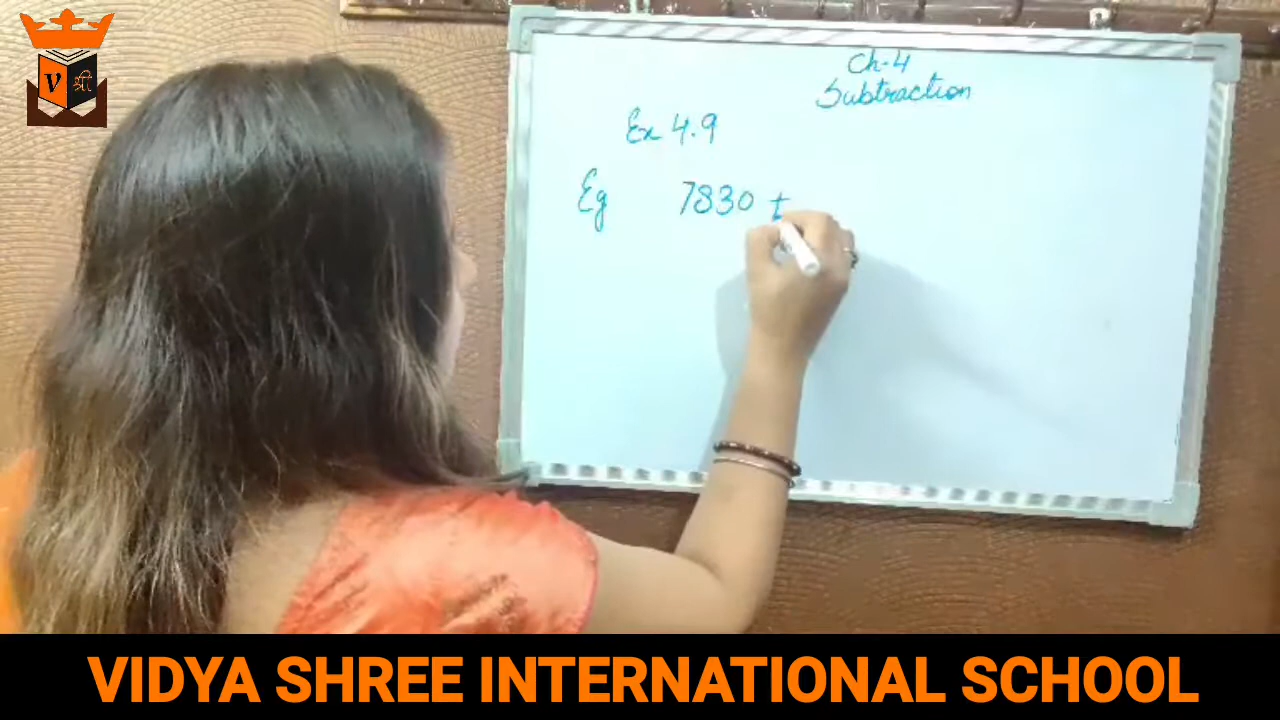 V श्री
Ch-4
Subtraction
Ex 4.9
Eg 7830 t
VIDYA SHREE INTERNATIONAL SCHOOL